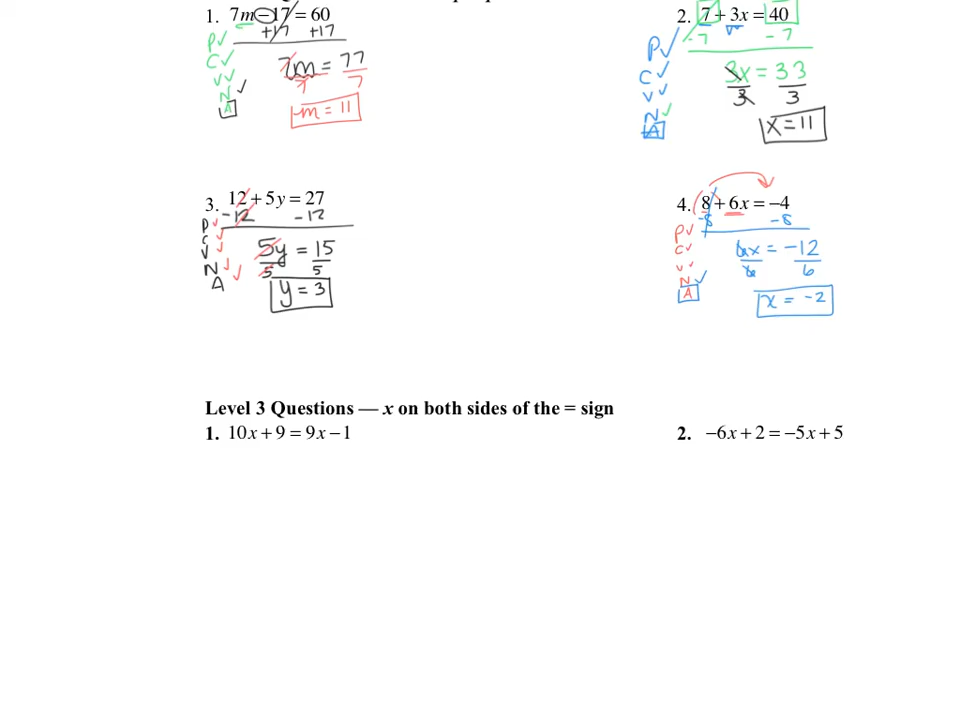 1. 7m − 17 = 60
+17 +17
P✓
C✓
V✓
N✓
A
7m = 77
7 7
m = 11
2. 7 + 3x = 40
-7 -7
P✓
C✓
V✓
N✓
A
3x = 33
3 3
x = 11
3. 12 + 5y = 27
-12 -12
P✓
C✓
V✓
N✓
A✓
5y = 15
5 5
y = 3
4. 8 + 6x = −4
-8 -8
P✓
C✓
V✓
N✓
A
6x = -12
6 6
x = -2
Level 3 Questions — x on both sides of the = sign
1. 10x + 9 = 9x − 1
2. −6x + 2 = −5x + 5